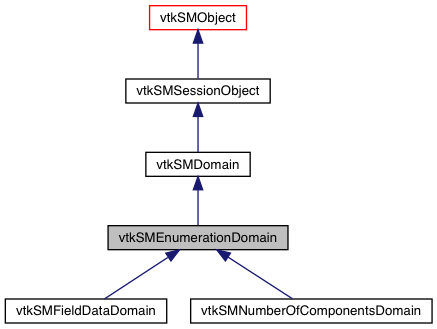 vtkSMObject
vtkSMSessionObject
vtkSMDomain
vtkSMEnumerationDomain
vtkSMFieldDataDomain
vtkSMNumberOfComponentsDomain